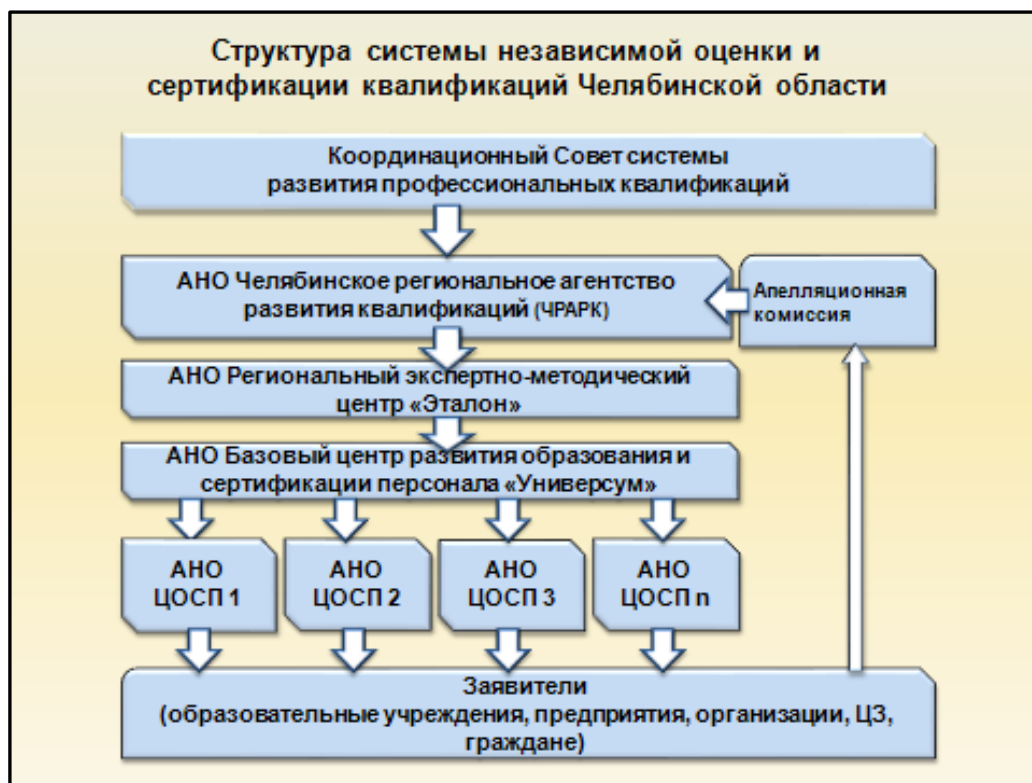 Структура системы независимой оценки и
сертификации квалификаций Челябинской области
Координационный Совет системы
развития профессиональных квалификаций
АНО Челябинское региональное агентство
развития квалификаций (ЧРАРК)
Апелляционная
комиссия
АНО Региональный экспертно-методический
центр «Эталон»
АНО Базовый центр развития образования и
сертификации персонала «Универсум»
АНО
ЦОСП 1
АНО
ЦОСП 2
АНО
ЦОСП 3
АНО
ЦОСП n
Заявители
(образовательные учреждения, предприятия, организации, ЦЗ,
граждане)